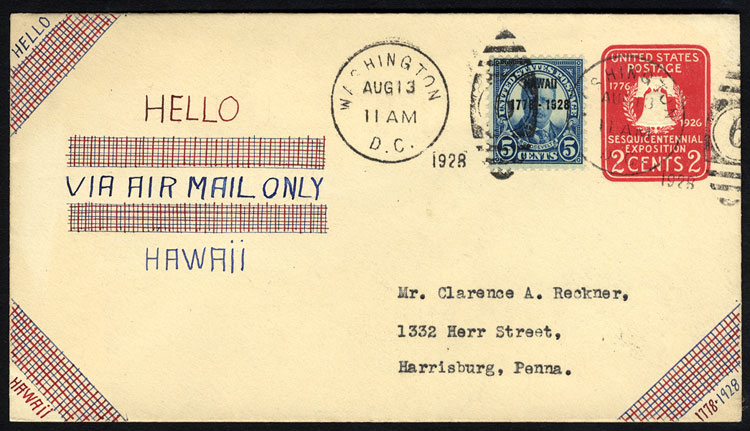 HELLO
HELLO
VIA AIR MAIL ONLY
HAWAii
WASHINGTON
AUG 13
11 AM
D.C.
1928
UNITED STATES POSTAGE
HAWAII
1778 - 1928
5 CENTS 5
UNITED STATES
POSTAGE
1776
1926
SESQUICENTENNIAL
EXPOSITION
2 CENTS 2
1928
6
Mr. Clarence A. Reckner,
1332 Herr Street,
Harrisburg, Penna.
HAWAii
1778-1928